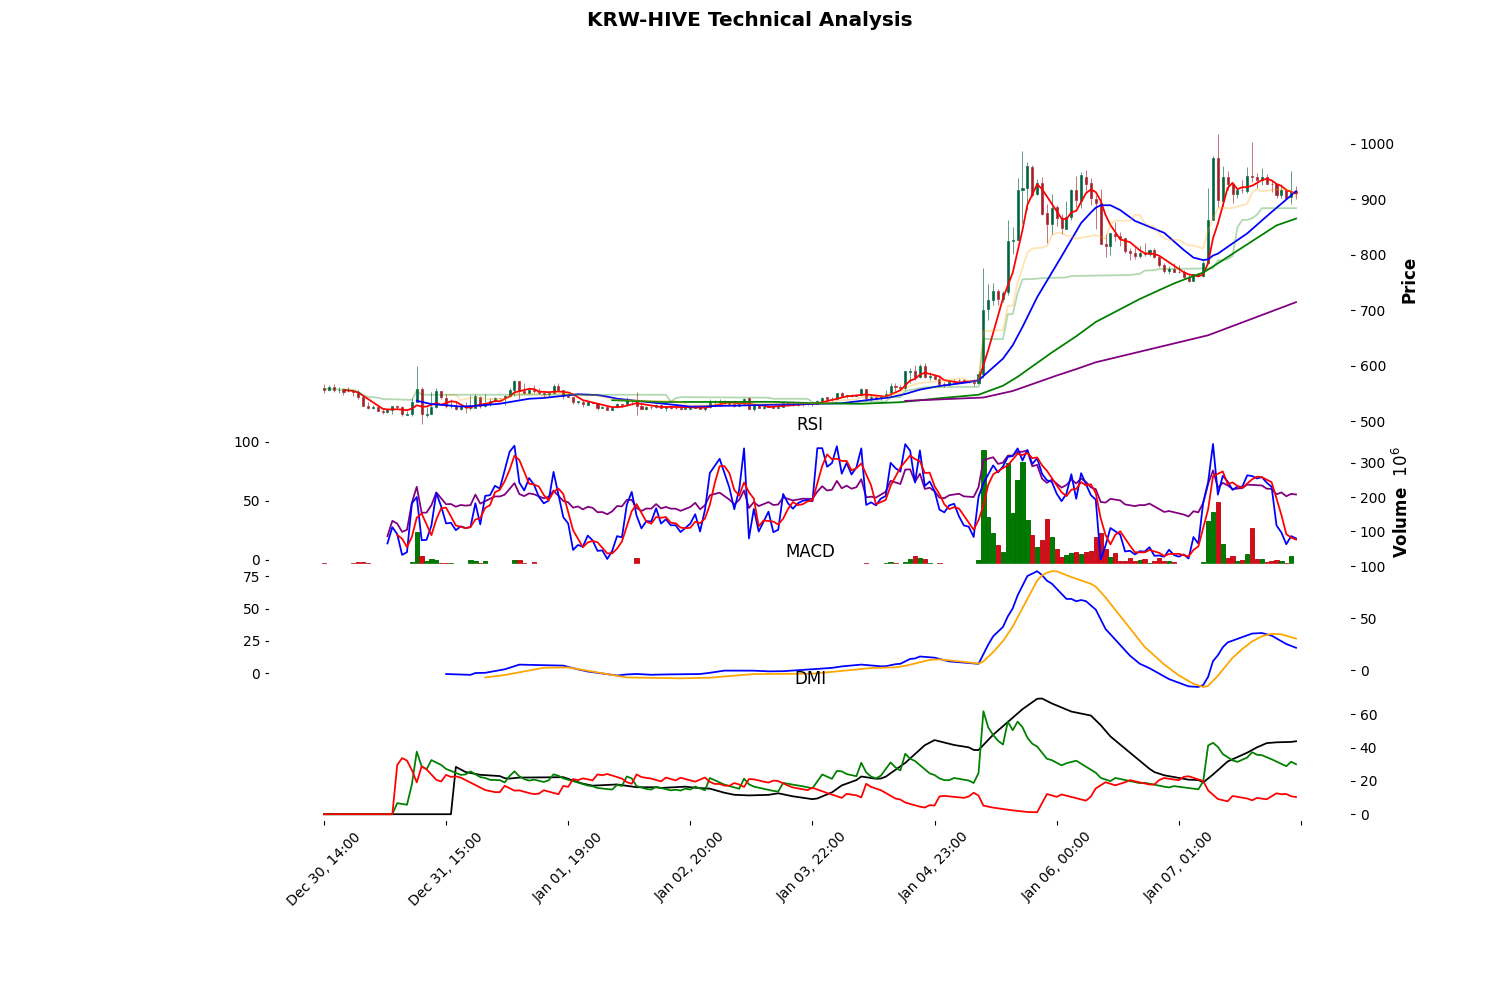 KRW-HIVE Technical Analysis
1000
900
800
700
600
500
Price
RSI
100
50
0
300
200
100
Volume 10^6
MACD
75
50
25
0
100
50
0
DMI
60
40
20
0
Dec 30, 14:00
Dec 31, 15:00
Jan 01, 19:00
Jan 02, 20:00
Jan 03, 22:00
Jan 04, 23:00
Jan 06, 00:00
Jan 07, 01:00